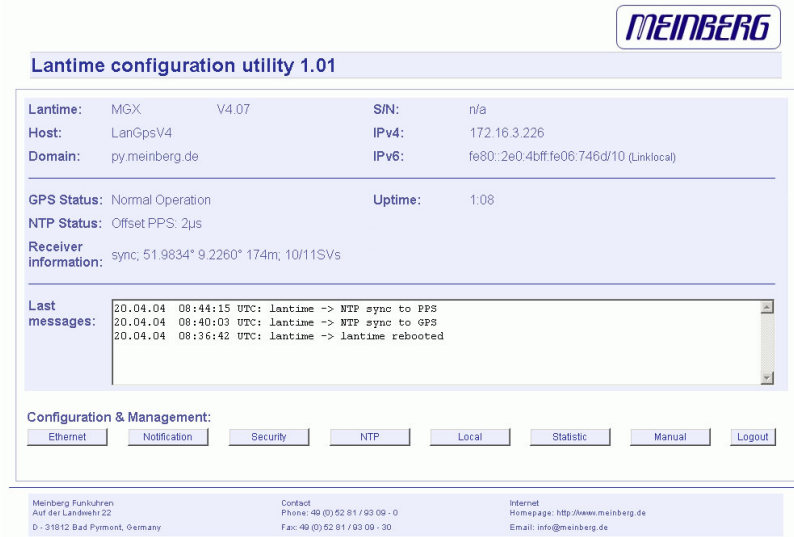 MEINBERG
Lantime configuration utility 1.01
Lantime: MGX V4.07 S/N: n/a
Host: LanGpsV4 IPv4: 172.16.3.226
Domain: py.meinberg.de IPv6: fe80::2e0:4bff:fe06:746d/10 (Linklocal)
GPS Status: Normal Operation Uptime: 1:08
NTP Status: Offset PPS: 2µs
Receiver
information: sync; 51.9834° 9.2260° 174m; 10/11SVs
Last
messages:
20.04.04 08:44:15 UTC: lantime -> NTP sync to PPS
20.04.04 08:40:03 UTC: lantime -> NTP sync to GPS
20.04.04 08:36:42 UTC: lantime -> lantime rebooted
Configuration & Management:
Ethernet Notification Security NTP Local Statistic Manual Logout
Meinberg Funkuhren Contact Internet
Auf der Landwehr 22 Phone: 49 (0) 52 81 / 93 09 - 0 Homepage: http://www.meinberg.de
D - 31812 Bad Pyrmont, Germany Fax: 49 (0) 52 81 / 93 09 - 30 Email: info@meinberg.de